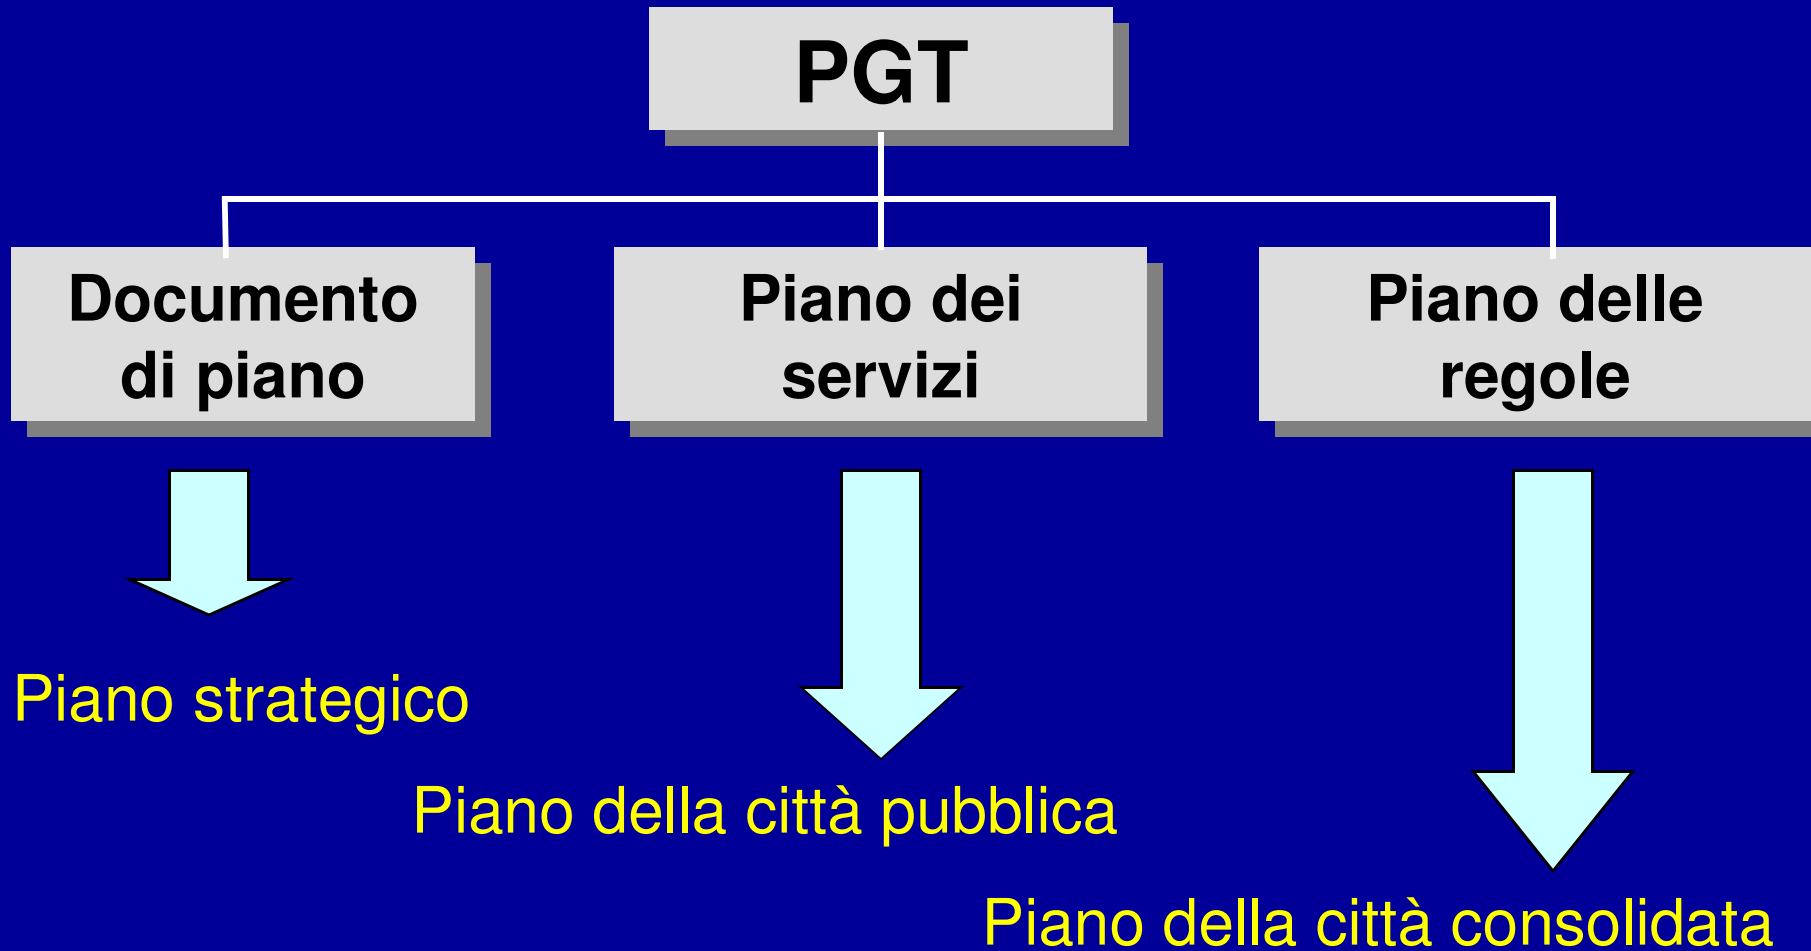 PGT
Documento
di piano
Piano dei
servizi
Piano delle
regole
Piano strategico
Piano della città pubblica
Piano della città consolidata